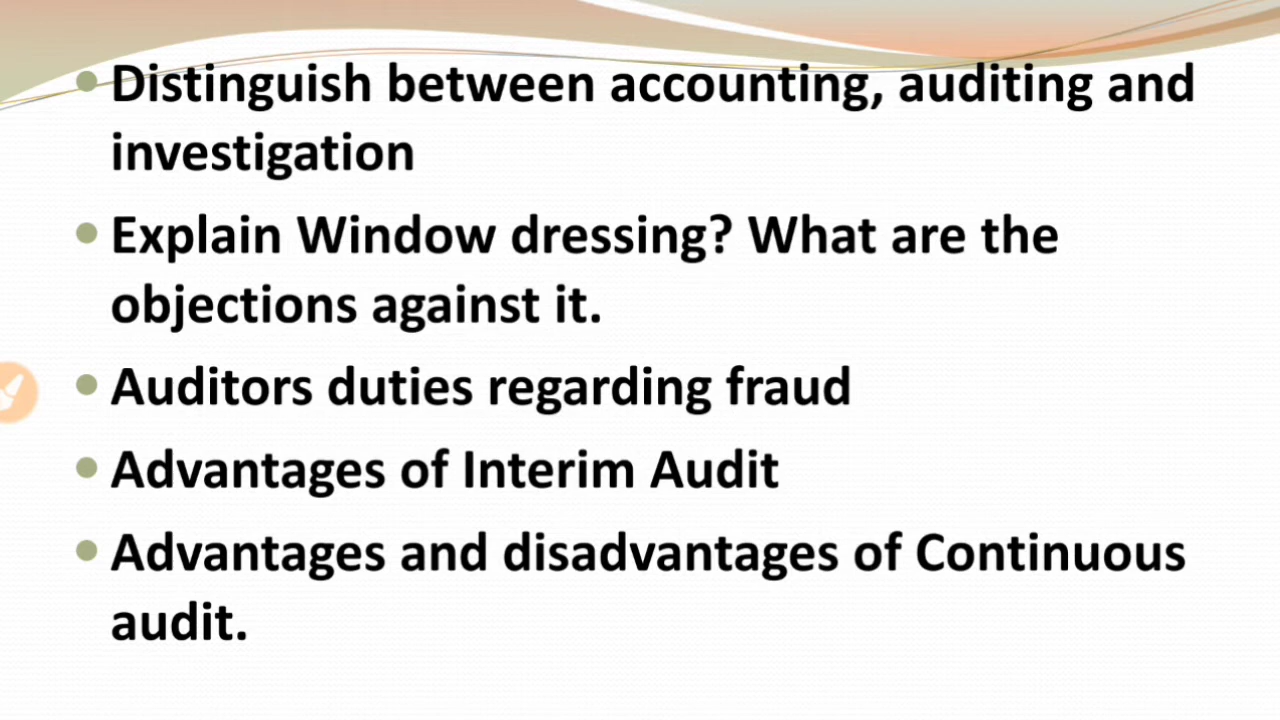 Distinguish between accounting, auditing and
investigation
Explain Window dressing? What are the
objections against it.
Auditors duties regarding fraud
Advantages of Interim Audit
Advantages and disadvantages of Continuous
audit.